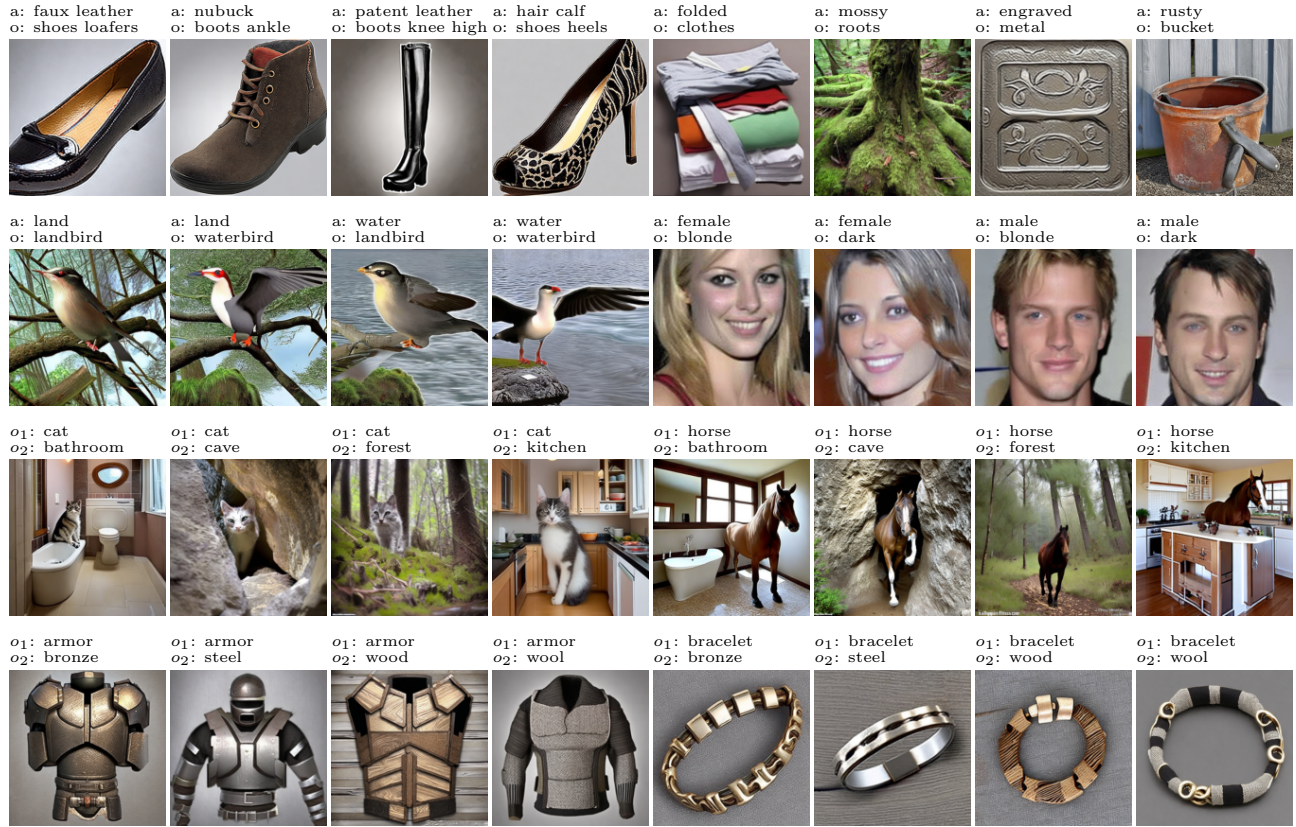 a: faux leather
o: shoes loafers
a: nubuck
o: boots ankle
a: patent leather
o: boots knee high
a: hair calf
o: shoes heels
a: folded
o: clothes
a: mossy
o: roots
a: engraved
o: metal
a: rusty
o: bucket
a: land
o: landbird
a: land
o: waterbird
a: water
o: landbird
a: water
o: waterbird
a: female
o: blonde
a: female
o: dark
a: male
o: blonde
a: male
o: dark
o₁: cat
o₂: bathroom
o₁: cat
o₂: cave
o₁: cat
o₂: forest
o₁: cat
o₂: kitchen
o₁: horse
o₂: bathroom
o₁: horse
o₂: cave
o₁: horse
o₂: forest
o₁: horse
o₂: kitchen
o₁: armor
o₂: bronze
o₁: armor
o₂: steel
o₁: armor
o₂: wood
o₁: armor
o₂: wool
o₁: bracelet
o₂: bronze
o₁: bracelet
o₂: steel
o₁: bracelet
o₂: wood
o₁: bracelet
o₂: wool